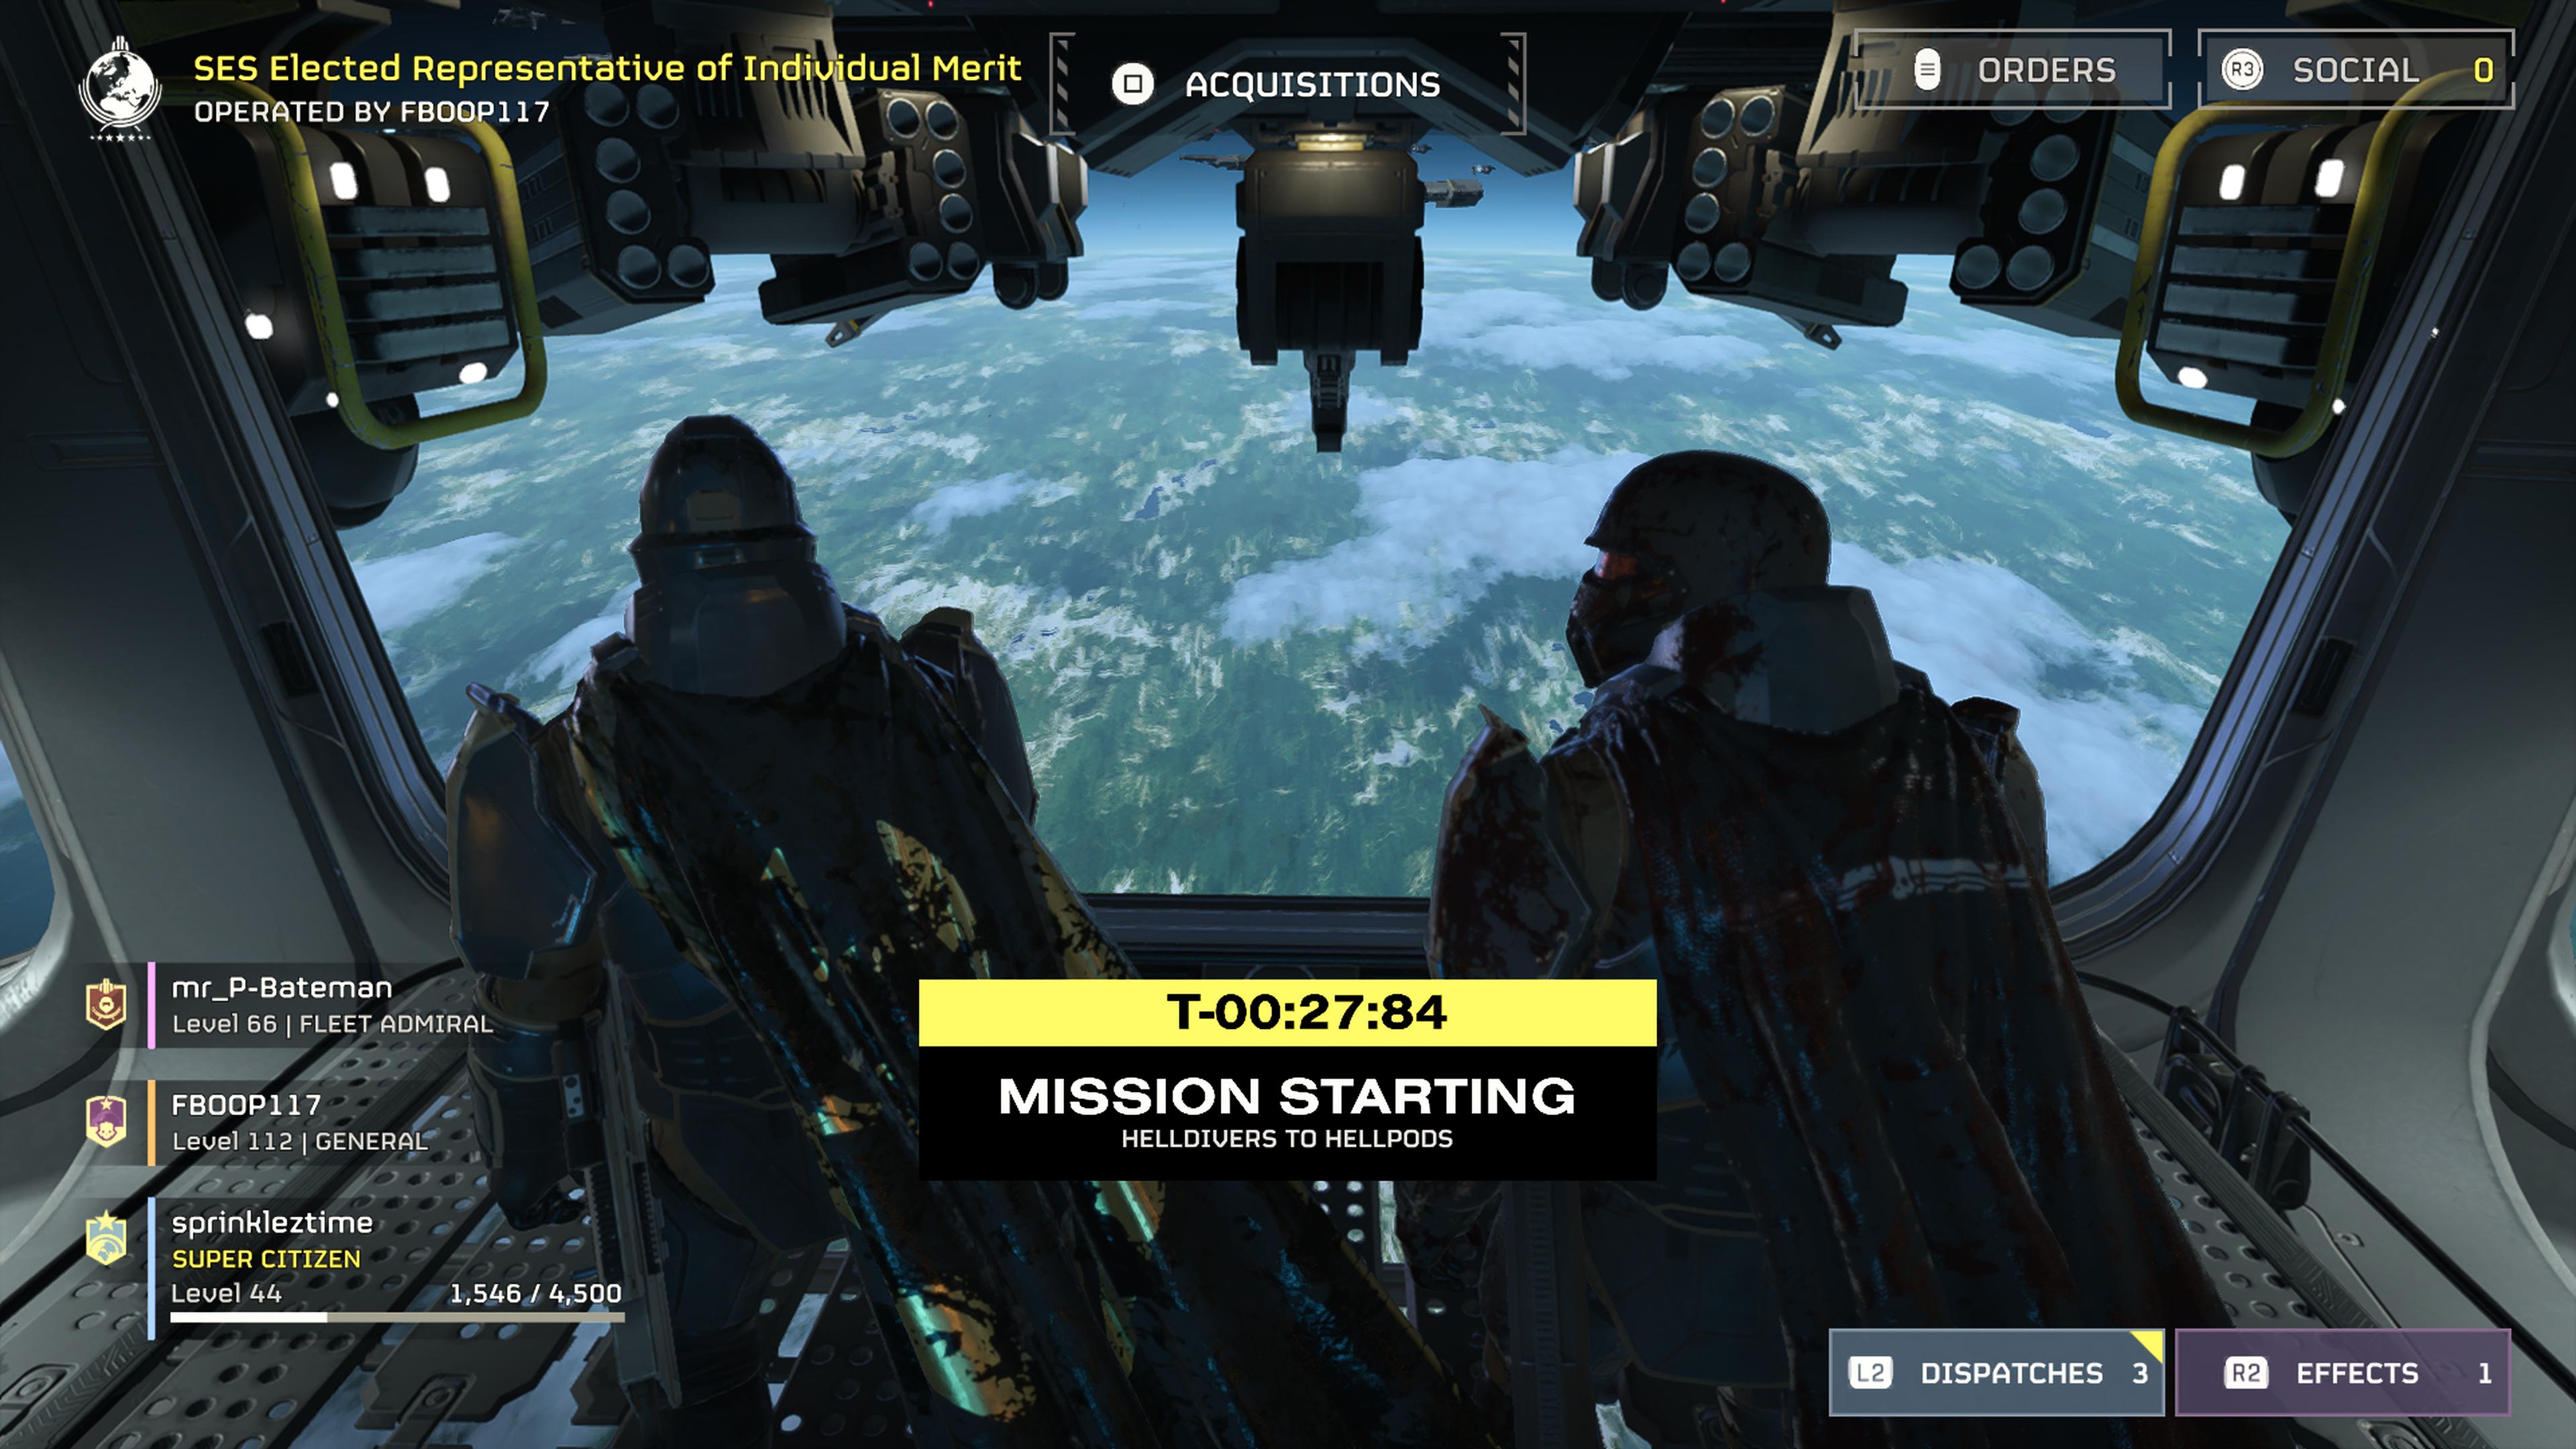 SES Elected Representative of Individual Merit
OPERATED BY FBOOP117
ACQUISITIONS
ORDERS
R3 SOCIAL 0
mr_P-Bateman
Level 66 | FLEET ADMIRAL
FBOOP117
Level 112 | GENERAL
sprinkleztime
SUPER CITIZEN
Level 44 1,546 / 4,500
T-00:27:84
MISSION STARTING
HELLDIVERS TO HELLPODS
L2 DISPATCHES 3
R2 EFFECTS 1